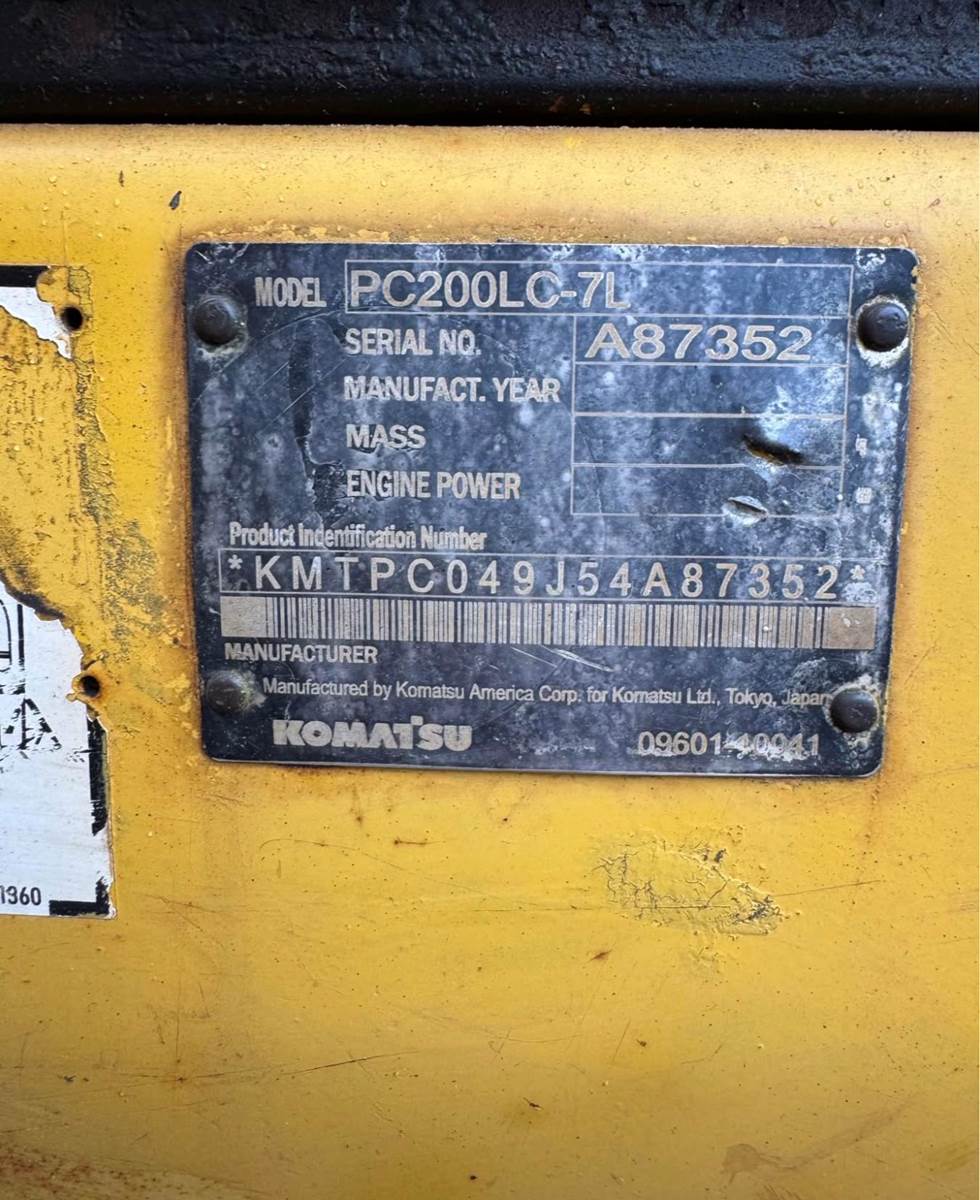 MODEL PC200LC-7L
SERIAL NO. A87352
MANUFACT. YEAR
MASS
ENGINE POWER
Product Indentification Number
*KMTPC049J54A87352*
MANUFACTURER
Manufactured by Komatsu America Corp. for Komatsu Ltd., Tokyo, Japan
KOMATSU 09601-40041
1360